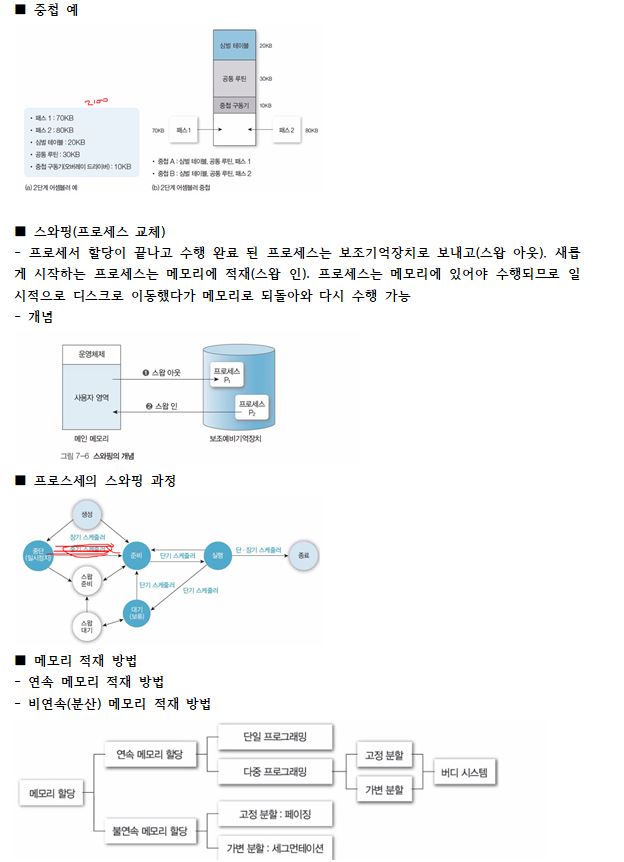 ■ 중첩 예
심벌 테이블 20KB
공통 루틴 30KB
중첩 구동기 10KB
70KB 패스 1 패스 2 80KB
• 패스 1 : 70KB
• 패스 2 : 80KB
• 심벌 테이블 : 20KB
• 공통 루틴 : 30KB
• 중첩 구동기(오버레이 드라이버) : 10KB
• 중첩 A : 심벌 테이블, 공통 루틴, 패스 1
• 중첩 B : 심벌 테이블, 공통 루틴, 패스 2
(a) 2단계 어셈블러 예
(b) 2단계 어셈블러 중첩
■ 스와핑(프로세스 교체)
- 프로세서 할당이 끝나고 수행 완료 된 프로세스는 보조기억장치로 보내고(스왑 아웃). 새롭
게 시작하는 프로세스는 메모리에 적재(스왑 인). 프로세스는 메모리에 있어야 수행되므로 일
시적으로 디스크로 이동했다가 메모리로 되돌아와 다시 수행 가능
- 개념
운영체제
사용자 영역
❶ 스왑 아웃
❷ 스왑 인
프로세스
P₁
프로세스
P₂
메인 메모리
보조예비기억장치
그림 7-6 스와핑의 개념
■ 프로스세의 스와핑 과정
생성
장기 스케줄러
중기 스케줄러
중단
(일시정지)
준비
단기 스케줄러
실행
단·장기 스케줄러
종료
스왑
준비
단기 스케줄러
단기 스케줄러
대기
(보류)
스왑
대기
■ 메모리 적재 방법
- 연속 메모리 적재 방법
- 비연속(분산) 메모리 적재 방법
단일 프로그래밍
연속 메모리 할당
고정 분할
다중 프로그래밍
버디 시스템
메모리 할당
가변 분할
고정 분할 : 페이징
불연속 메모리 할당
가변 분할 : 세그먼테이션